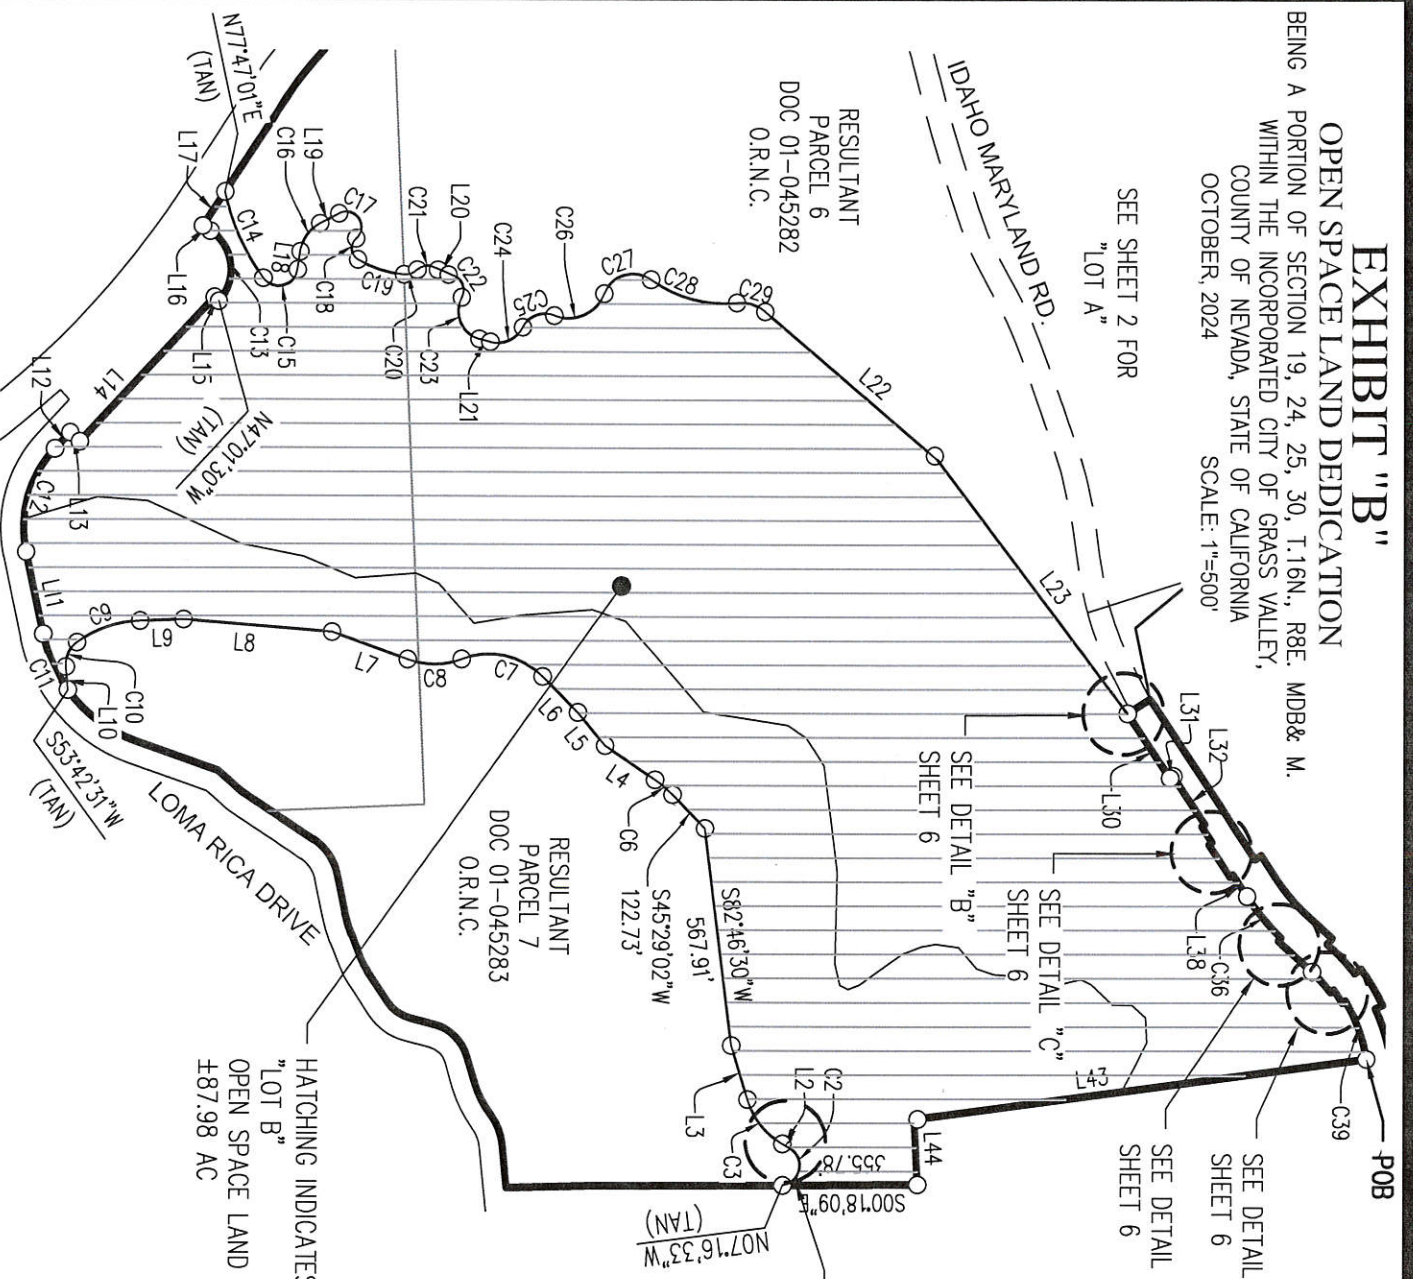 EXHIBIT "B"
OPEN SPACE LAND DEDICATION
BEING A PORTION OF SECTION 19, 24, 25, 30, T.16N., R8E. MDB& M.
WITHIN THE INCORPORATED CITY OF GRASS VALLEY,
COUNTY OF NEVADA, STATE OF CALIFORNIA
OCTOBER, 2024
SCALE: 1"=500'
SEE SHEET 2 FOR
"LOT A"
IDAHO MARYLAND RD.
RESULTANT
PARCEL 6
DOC 01-045282
O.R.N.C.
POB
C39
SEE DETAIL
SHEET 6
SEE DETAIL
SHEET 6
L32
L31
L30
L38
C36
SEE DETAIL "B"
SHEET 6
SEE DETAIL "C"
SHEET 6
L43
L44
355.78'
S00°18'09"E
N07°16'33"W
(TAN)
C2
L2
C3
L3
S82°46'30"W
567.91'
S45°29'02"W
122.73'
C6
L4
L5
L6
C7
C8
L7
L8
L9
C9
C10
L10
S53°42'31"W
(TAN)
C11
L11
C12
L12
L13
L14
N47°01'30"W
(TAN)
L15
C13
L16
L17
N77°47'01"E
(TAN)
C14
C15
L18
C16
L19
C17
C18
C19
C20
C21
L20
C22
C23
L21
C24
C25
C26
C27
C28
C29
L22
L23
RESULTANT
PARCEL 7
DOC 01-045283
O.R.N.C.
LOMA RICA DRIVE
HATCHING INDICATES
"LOT B"
OPEN SPACE LAND
±87.98 AC